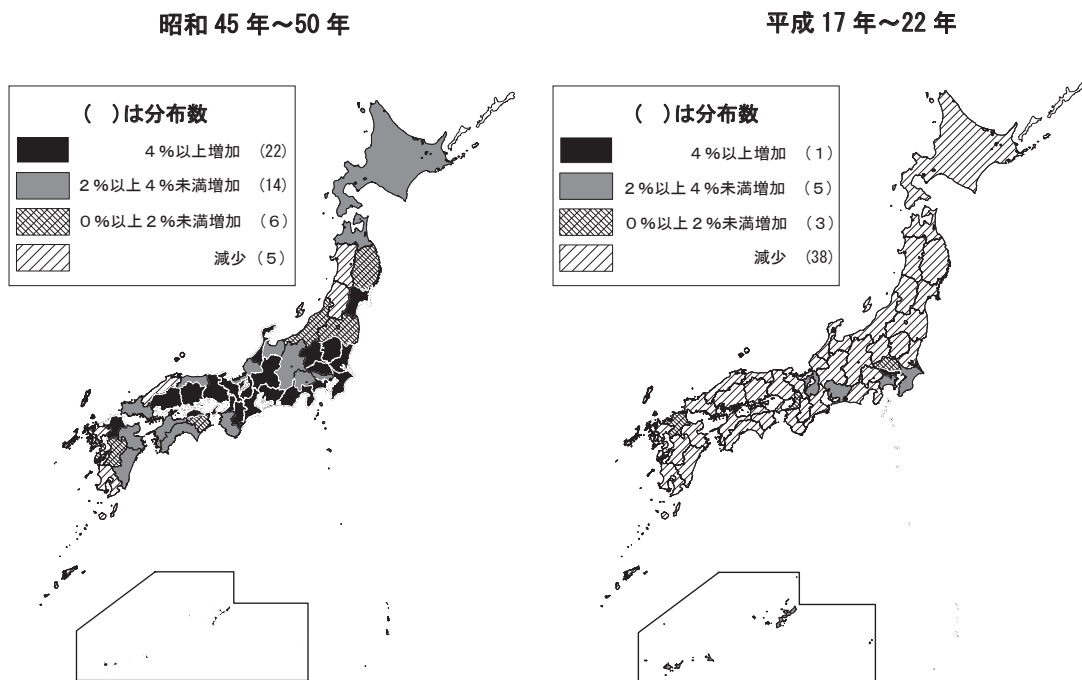 昭和 45 年～50 年
（　）は分布数
４％以上増加 (22)
２％以上４％未満増加 (14)
０％以上２％未満増加 （６）
減少 （５）
平成 17 年～22 年
（　）は分布数
４％以上増加 （１）
２％以上４％未満増加 （５）
０％以上２％未満増加 （３）
減少 (38)